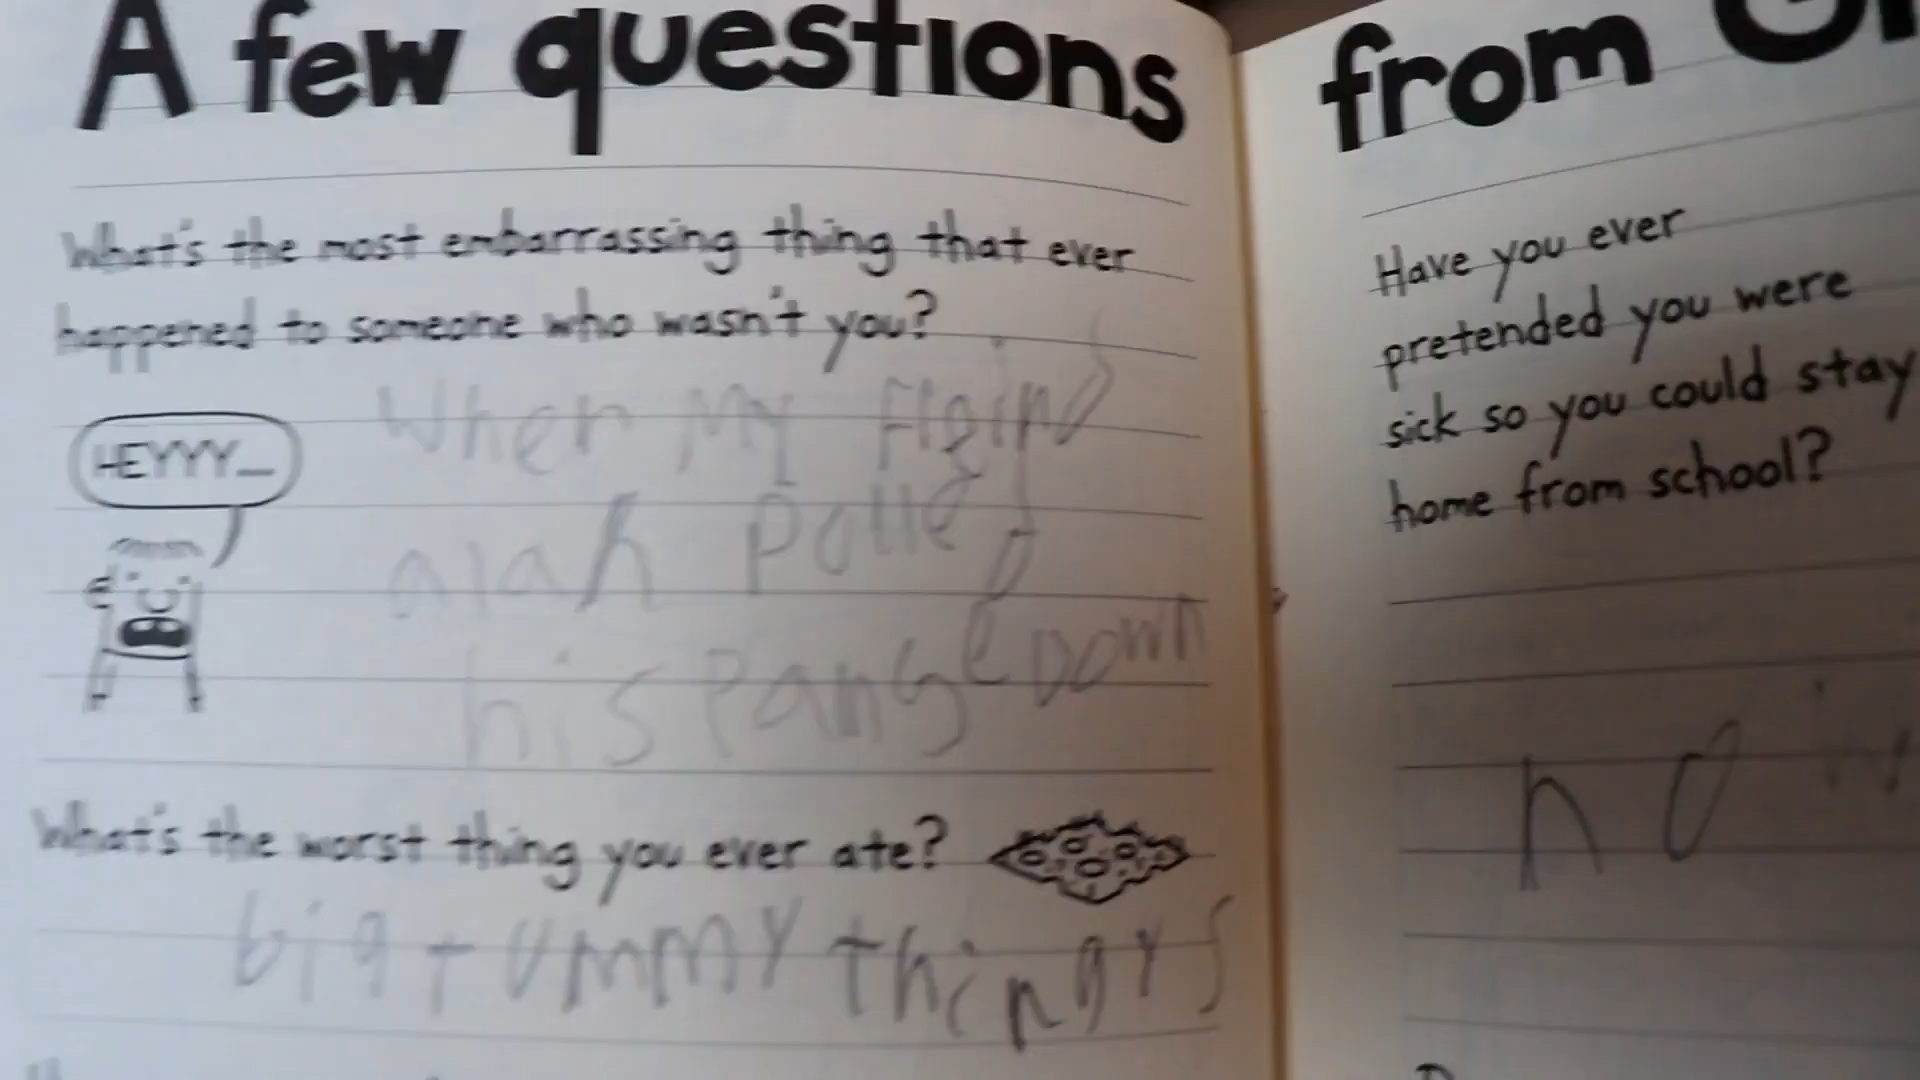 A few questions from
What's the most embarrassing thing that ever
happened to someone who wasn't you?
HEYYY_
When my
alah polled
his Pange Down
What's the worst thing you ever ate?
big tummy thingys
Have you ever
pretended you were
sick so you could stay
home from school?
no